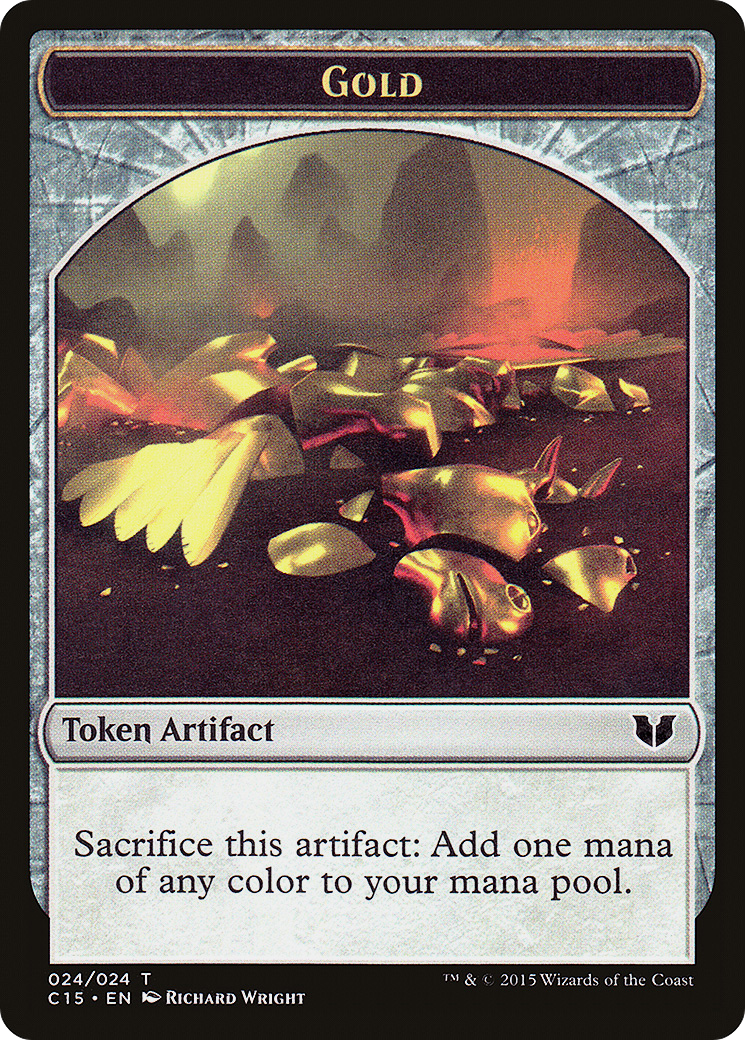 Gold
Token Artifact
Sacrifice this artifact: Add one mana
of any color to your mana pool.
024/024 T
C15 • EN Richard Wright
™ & © 2015 Wizards of the Coast